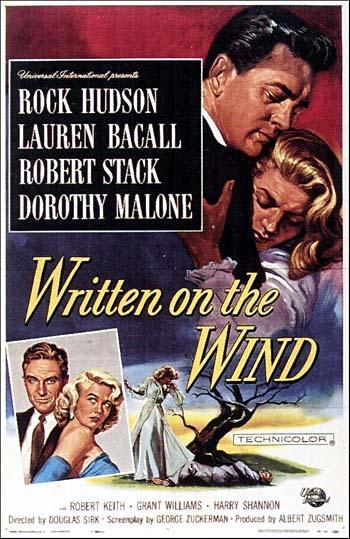 Universal-International presents
ROCK HUDSON
LAUREN BACALL
ROBERT STACK
DOROTHY MALONE
Written on the
WIND
TECHNICOLOR
with ROBERT KEITH • GRANT WILLIAMS • HARRY SHANNON
Directed by DOUGLAS SIRK • Screenplay by GEORGE ZUCKERMAN • Produced by ALBERT ZUGSMITH